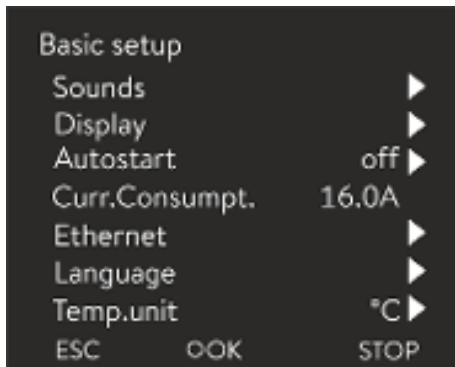 Basic setup
Sounds
Display
Autostart off
Curr.Consumpt. 16.0A
Ethernet
Language
Temp.unit °C
ESC OOK STOP